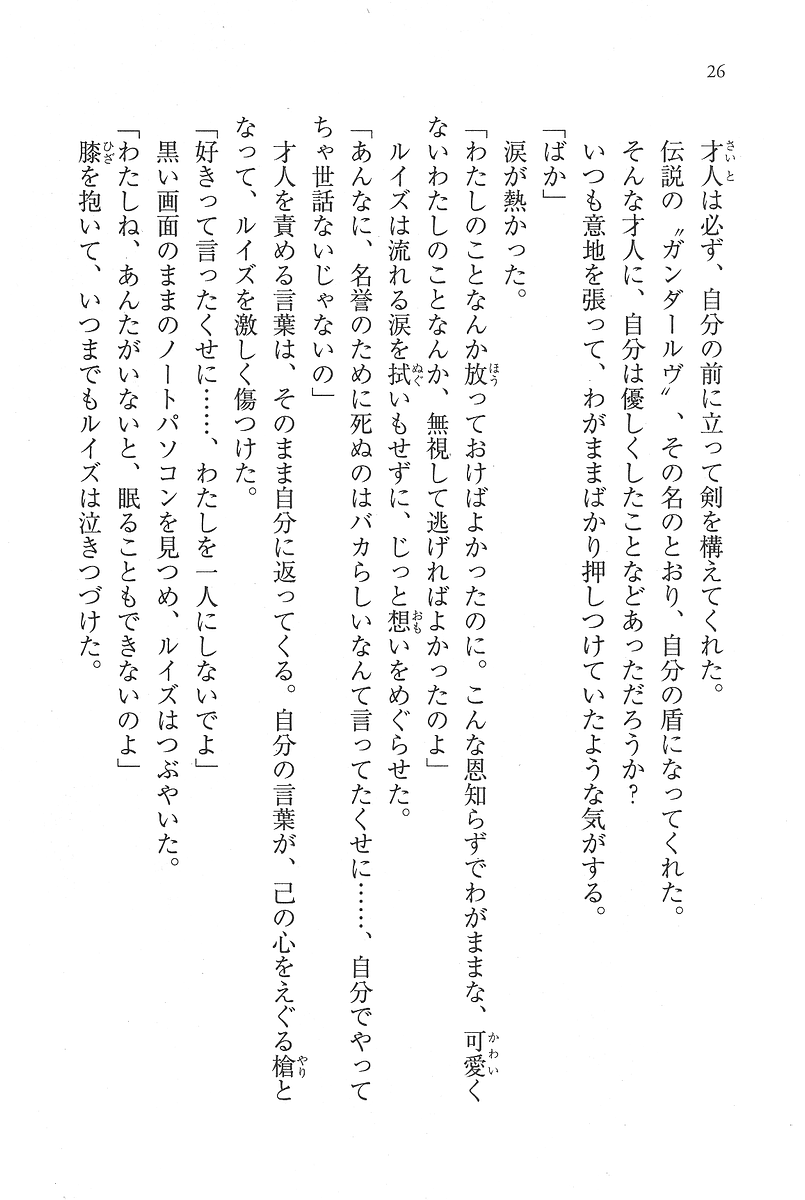 26
才人は必ず、自分の前に立って剣を構えてくれた。
伝説の〝ガンダールヴ〟、その名のとおり、自分の盾になってくれた。
そんな才人に、自分は優しくしたことなどあっただろうか？
いつも意地を張って、わがままばかり押しつけていたような気がする。
「ばか」
涙が熱かった。
「わたしのことなんか放っておけばよかったのに。こんな恩知らずでわがままな、可愛く
ないわたしのことなんか、無視して逃げればよかったのよ」
ルイズは流れる涙を拭いもせずに、じっと想いをめぐらせた。
「あんなに、名誉のために死ぬのはバカらしいなんて言ってたくせに……、自分でやって
ちゃ世話ないじゃないの」
才人を責める言葉は、そのまま自分に返ってくる。自分の言葉が、己の心をえぐる槍と
なって、ルイズを激しく傷つけた。
「好きって言ったくせに……、わたしを一人にしないでよ」
黒い画面のままのノートパソコンを見つめ、ルイズはつぶやいた。
「わたしね、あんたがいないと、眠ることもできないのよ」
膝を抱いて、いつまでもルイズは泣きつづけた。